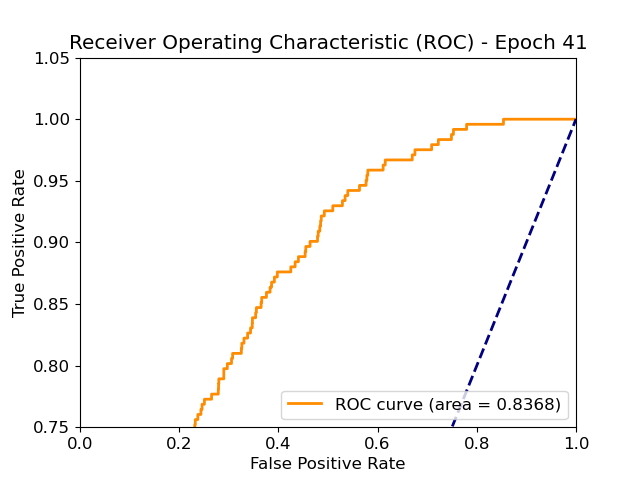 Receiver Operating Characteristic (ROC) - Epoch 41
1.05
1.00
0.95
0.90
0.85
0.80
0.75
True Positive Rate
ROC curve (area = 0.8368)
0.0 0.2 0.4 0.6 0.8 1.0
False Positive Rate